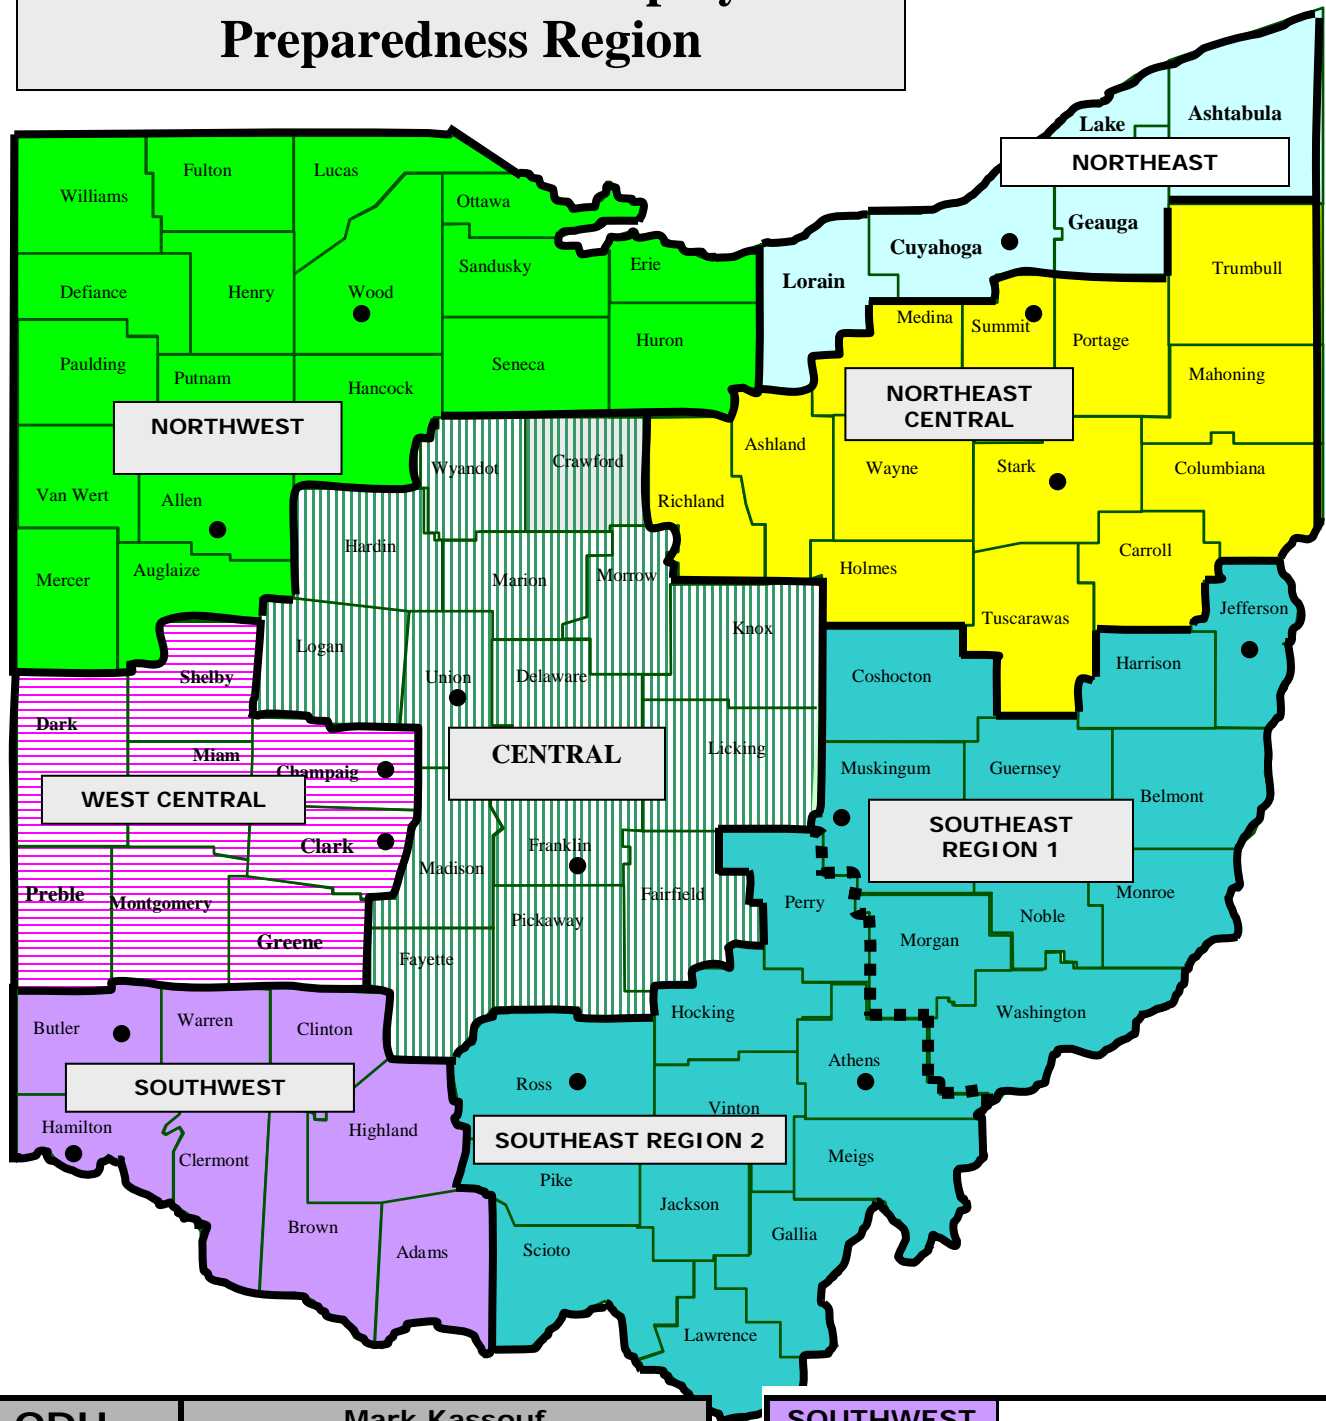 Preparedness Region
Lake
Ashtabula
NORTHEAST
Fulton
Lucas
Williams
Ottawa
Geauga
Cuyahoga
Sandusky
Erie
Trumbull
Lorain
Defiance
Henry
Wood
Medina
Summit
Huron
Portage
Paulding
Seneca
Putnam
Hancock
Mahoning
NORTHEAST
CENTRAL
NORTHWEST
Ashland
Wyandot
Crawford
Wayne
Stark
Columbiana
Van Wert
Allen
Richland
Hardin
Carroll
Mercer
Auglaize
Marion
Morrow
Holmes
Jefferson
Tuscarawas
Knox
Logan
Harrison
Shelby
Union
Delaware
Coshocton
Dark
Miam
CENTRAL
Licking
Champaig
Muskingum
Guernsey
Belmont
WEST CENTRAL
SOUTHEAST
REGION 1
Clark
Franklin
Madison
Preble
Montgomery
Fairfield
Perry
Monroe
Pickaway
Noble
Greene
Morgan
Fayette
Hocking
Washington
Butler
Warren
Clinton
Athens
Ross
SOUTHWEST
Vinton
Hamilton
Highland
SOUTHEAST REGION 2
Clermont
Meigs
Pike
Jackson
Brown
Gallia
Adams
Scioto
Lawrence
ODH
Mark Kassouf
SOUTHWEST